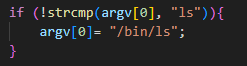 if (!strcmp(argv[0], "ls")){
    argv[0]= "/bin/ls";
}